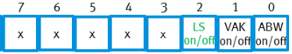 7 6 5 4 3 2 1 0
x x x x x LS on/off VAK on/off ABW on/off